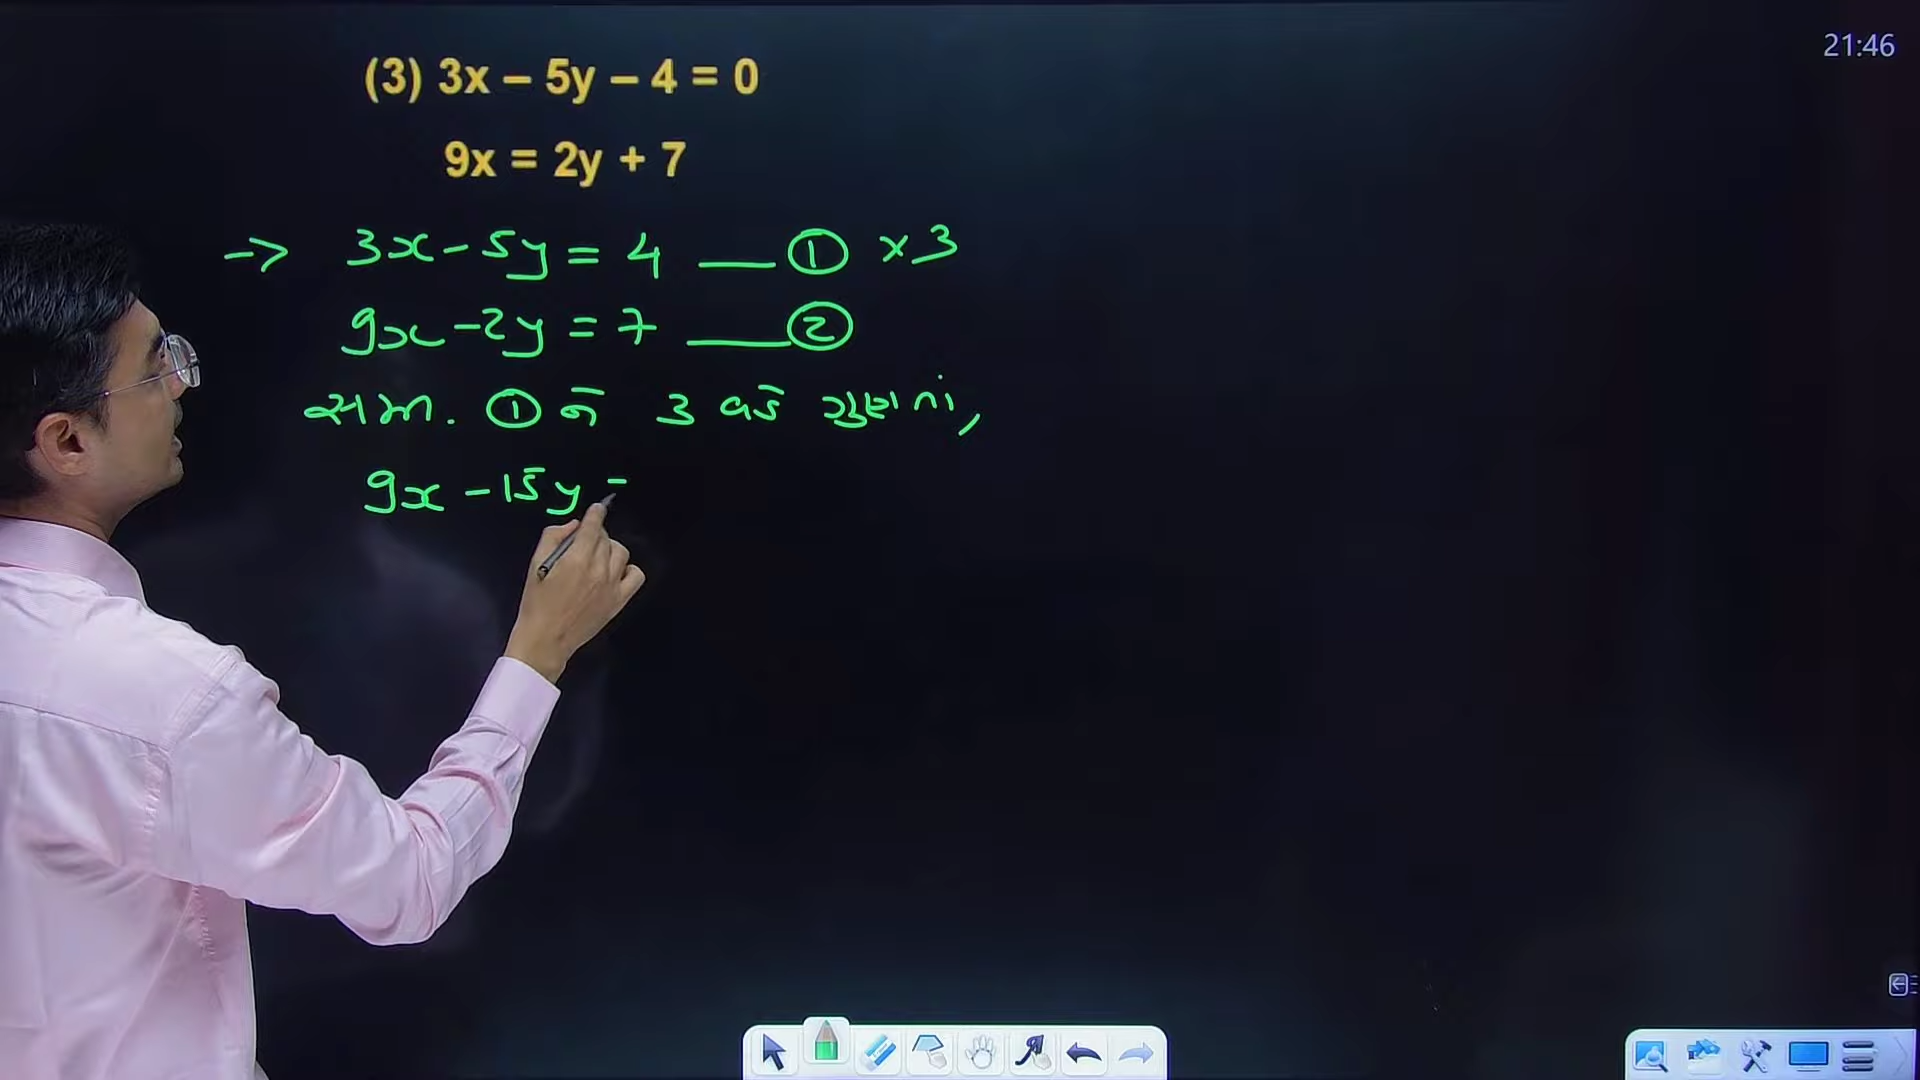 21:46
(3) 3x – 5y – 4 = 0
9x = 2y + 7
→ 3x - 5y = 4 ___ ① ×3
9x - 2y = 7 ___ ②
સમી. ① ને 3 વડે ગુણતાં,
9x - 15y =